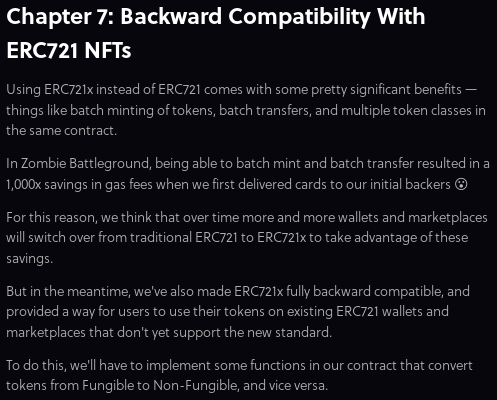 Chapter 7: Backward Compatibility With
ERC721 NFTs
Using ERC721x instead of ERC721 comes with some pretty significant benefits —
things like batch minting of tokens, batch transfers, and multiple token classes in
the same contract.
In Zombie Battleground, being able to batch mint and batch transfer resulted in a
1,000x savings in gas fees when we first delivered cards to our initial backers 😮
For this reason, we think that over time more and more wallets and marketplaces
will switch over from traditional ERC721 to ERC721x to take advantage of these
savings.
But in the meantime, we've also made ERC721x fully backward compatible, and
provided a way for users to use their tokens on existing ERC721 wallets and
marketplaces that don't yet support the new standard.
To do this, we'll have to implement some functions in our contract that convert
tokens from Fungible to Non-Fungible, and vice versa.